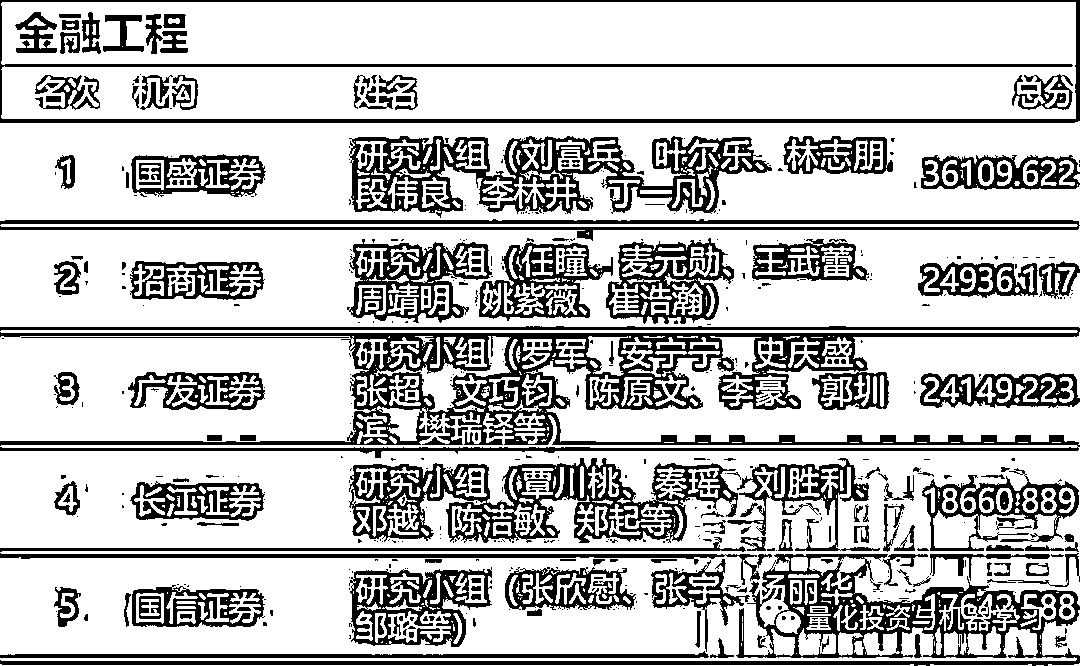 金融工程
名次 机构 姓名 总分
1 国盛证券 研究小组（刘富兵、叶尔乐、林志朋、 36109.622
段伟良、李林井、丁一凡）
2 招商证券 研究小组（任瞳、麦元勋、王武蕾、 24936.117
周靖明、姚紫薇、崔浩瀚）
研究小组（罗军、安宁宁、史庆盛、
3 广发证券 张超、文巧钧、陈原文、李豪、郭圳 24149.223
滨、樊瑞铎等）
4 长江证券 研究小组（覃川桃、秦瑶、刘胜利、 18660.889
邓越、陈洁敏、郑起等）
5 国信证券 研究小组（张欣慰、张宇、杨丽华、
邹璐等）
量化投资与机器学习
新财富
NEW FORTUNE